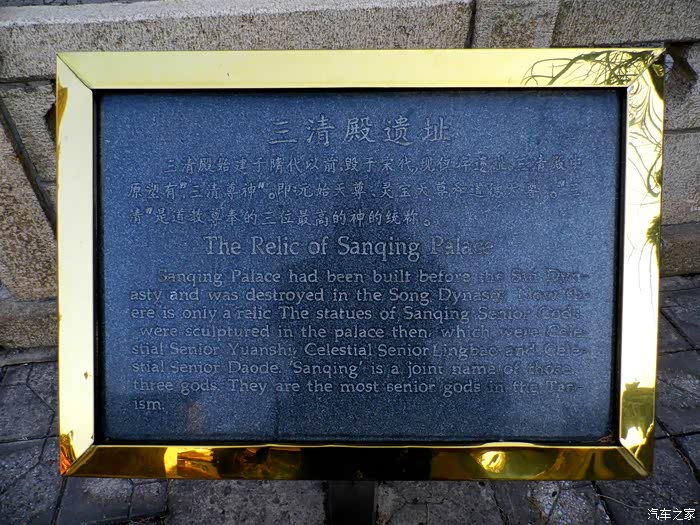 三清殿遗址
三清殿始建于隋代以前,毁于宋代,现仅存遗址。三清殿中
原塑有"三清尊神"。即:元始天尊、灵宝天尊和道德天尊。"三
清"是道教尊奉的三位最高的神的统称。
The Relic of Sanqing Palace
Sanqing Palace had been built before the Sui Dyn-
asty and was destroyed in the Song Dynasty. Now th-
ere is only a relic The statues of Sanqing Senior Gods
were sculptured in the palace then, which were Cele-
stial Senior Yuanshi, Celestial Senior Lingbao and Cele-
stial Senior Daode. 'Sanqing' is a joint name of those
three gods. They are the most senior gods in the Tao-
ism.
汽车之家